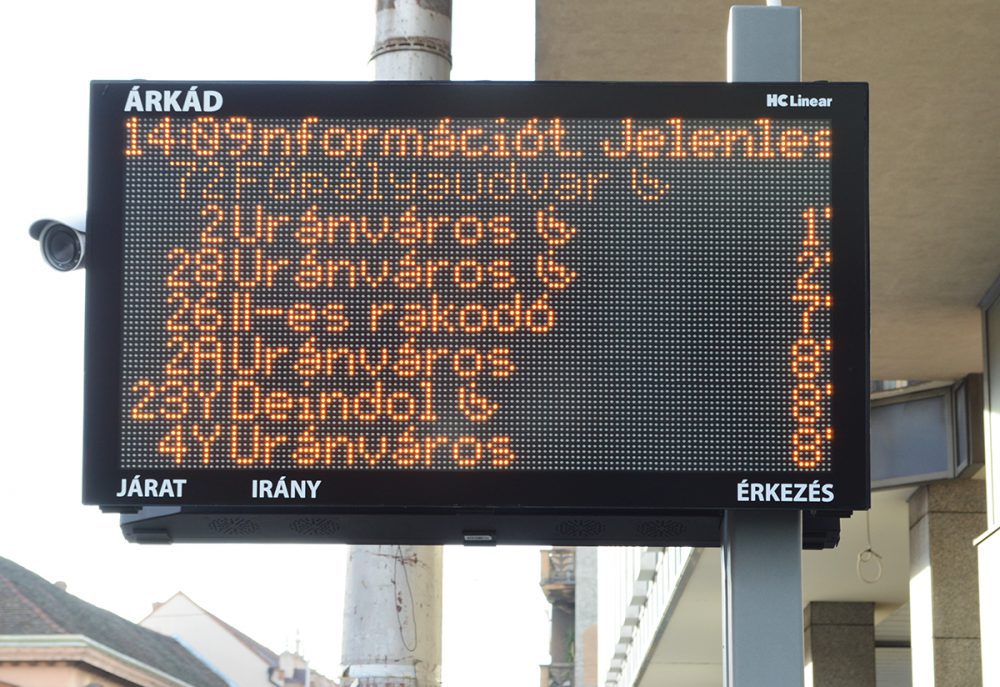 ÁRKÁD
HC Linear
14:09nformációt. Jelenles
72 Főpályaudvar
2 Uránváros 1'
28 Uránváros 2'
26 II-es rakodó 7'
2A Uránváros 8'
23Y Deindol 8'
4Y Uránváros 8'
JÁRAT IRÁNY ÉRKEZÉS